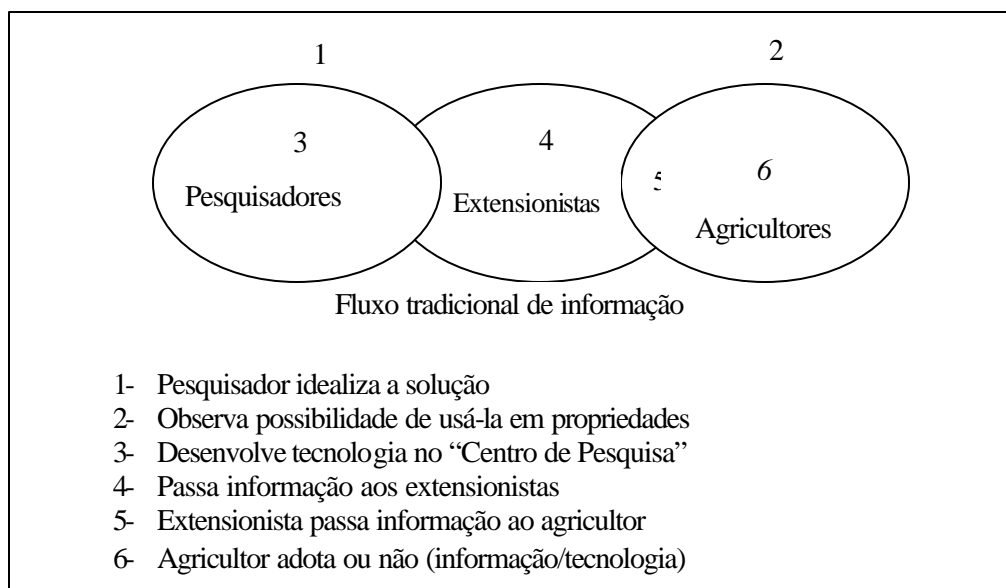 1
2
3
4
5
6
Pesquisadores
Extensionistas
Agricultores
Fluxo tradicional de informação
1- Pesquisador idealiza a solução
2- Observa possibilidade de usá-la em propriedades
3- Desenvolve tecnologia no “Centro de Pesquisa”
4- Passa informação aos extensionistas
5- Extensionista passa informação ao agricultor
6- Agricultor adota ou não (informação/tecnologia)